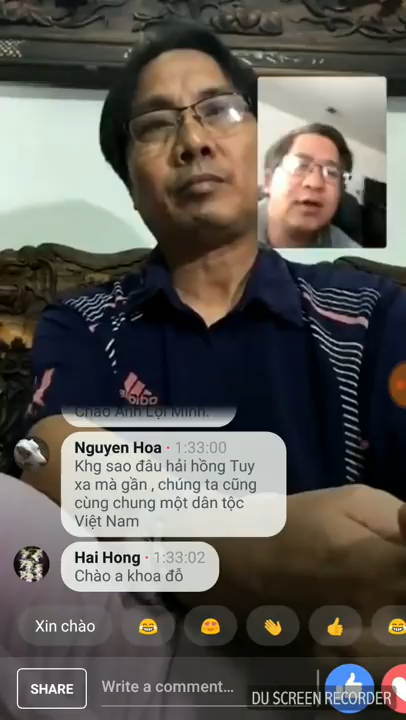 adidas
Chào Anh Lợi Minh.
Nguyen Hoa · 1:33:00
Khg sao đâu hải hồng Tuy
xa mà gần , chúng ta cũng
cùng chung một dân tộc
Việt Nam
Hai Hong · 1:33:02
Chào a khoa đỗ
Xin chào
SHARE
Write a comment…
DU SCREEN RECORDER